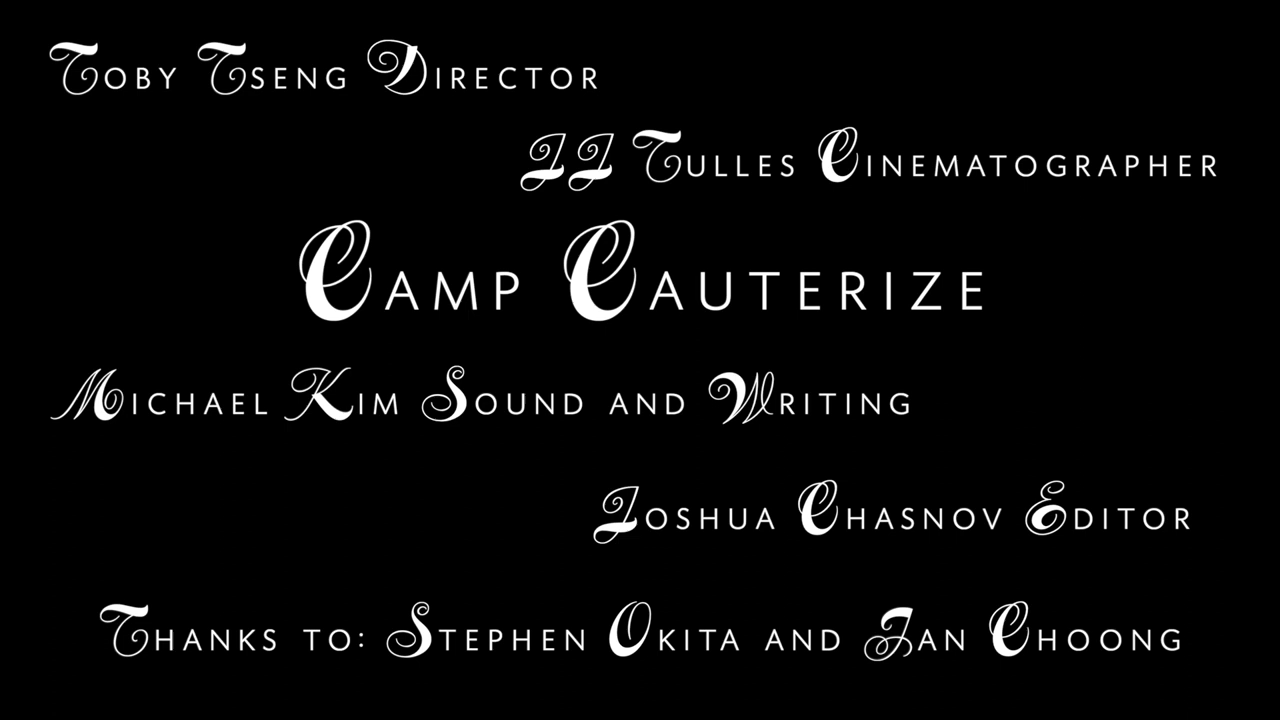 Toby Tseng Director
JJ Tulles Cinematographer
Camp Cauterize
Michael Kim Sound and Writing
Joshua Chasnov Editor
Thanks to: Stephen Okita and Jan Choong